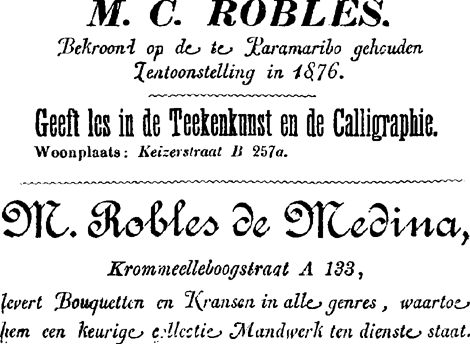 M. C. ROBLES.
Bekroond op de te Paramaribo gehouden
Tentoonstelling in 1876.
Geeft les in de Teekenkunst en de Calligraphie.
Woonplaats: Keizerstraat B 257a.
M. Robles de Medina,
Krommeelleboogstraat A 133,
levert Bouquetten en Kransen in alle genres, waartoe
hem een keurige collectie Mandwerk ten dienste staat.